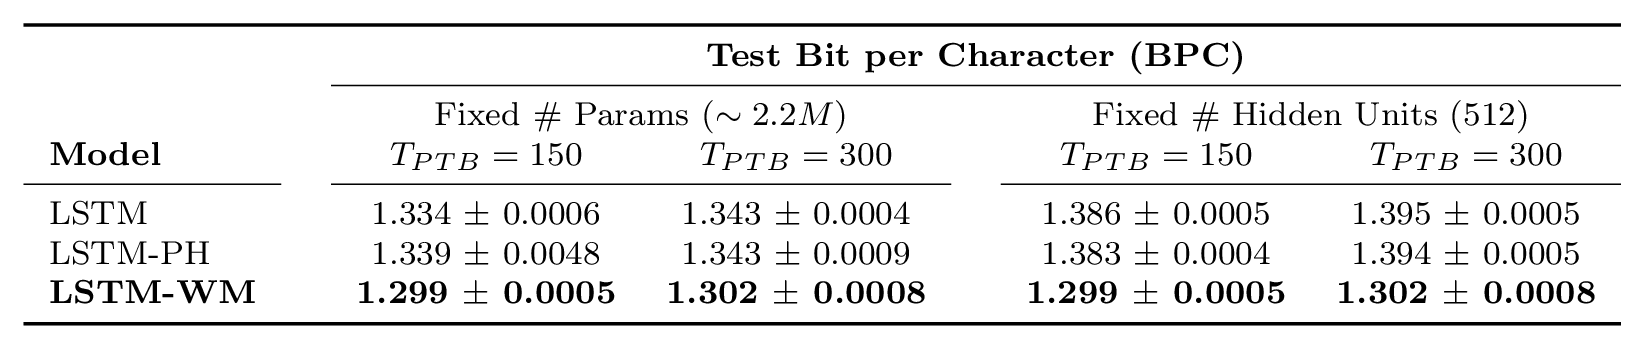 Test Bit per Character (BPC)
Fixed # Params (∼ 2.2M) Fixed # Hidden Units (512)
Model T_PTB = 150 T_PTB = 300 T_PTB = 150 T_PTB = 300
LSTM 1.334 ± 0.0006 1.343 ± 0.0004 1.386 ± 0.0005 1.395 ± 0.0005
LSTM-PH 1.339 ± 0.0048 1.343 ± 0.0009 1.383 ± 0.0004 1.394 ± 0.0005
LSTM-WM 1.299 ± 0.0005 1.302 ± 0.0008 1.299 ± 0.0005 1.302 ± 0.0008